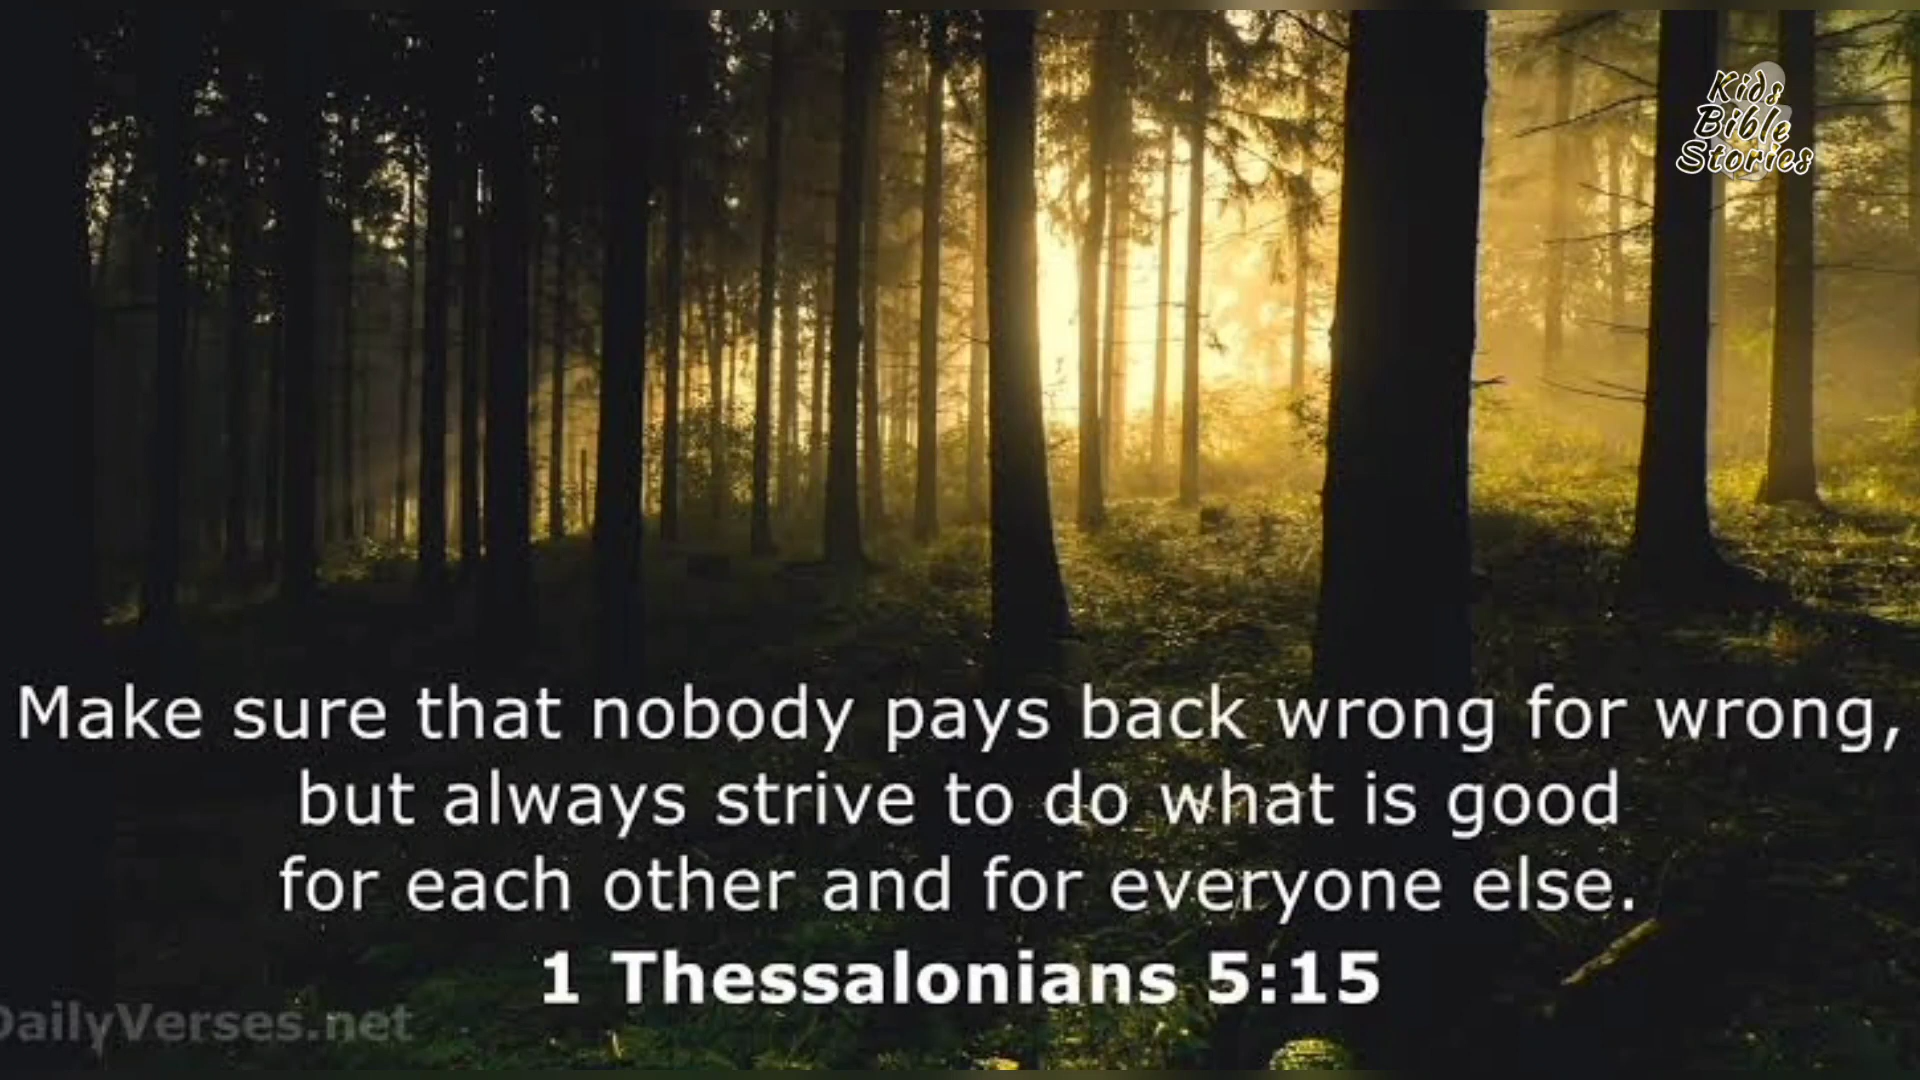 Kids
Bible
Stories
Make sure that nobody pays back wrong for wrong,
but always strive to do what is good
for each other and for everyone else.
1 Thessalonians 5:15
DailyVerses.net